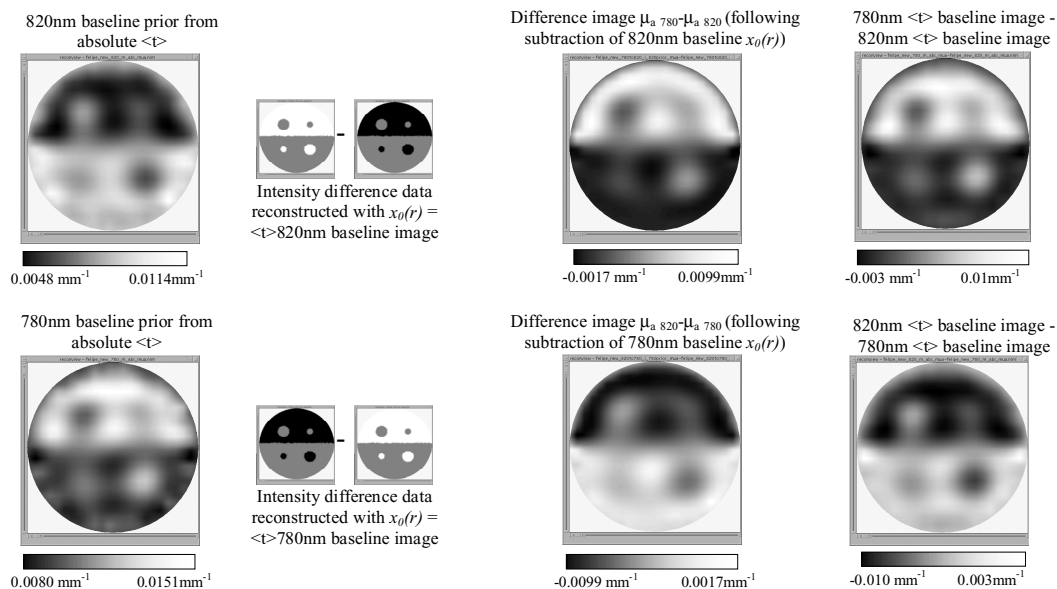 820nm baseline prior from
absolute <t>
0.0048 mm-1 0.0114mm-1
Intensity difference data
reconstructed with x0(r) =
<t>820nm baseline image
Difference image μa 780-μa 820 (following
subtraction of 820nm baseline x0(r))
-0.0017 mm-1 0.0099mm-1
780nm <t> baseline image -
820nm <t> baseline image
-0.003 mm-1 0.01mm-1
780nm baseline prior from
absolute <t>
0.0080 mm-1 0.0151mm-1
Intensity difference data
reconstructed with x0(r) =
<t>780nm baseline image
Difference image μa 820-μa 780 (following
subtraction of 780nm baseline x0(r))
-0.0099 mm-1 0.0017mm-1
820nm <t> baseline image -
780nm <t> baseline image
-0.010 mm-1 0.003mm-1